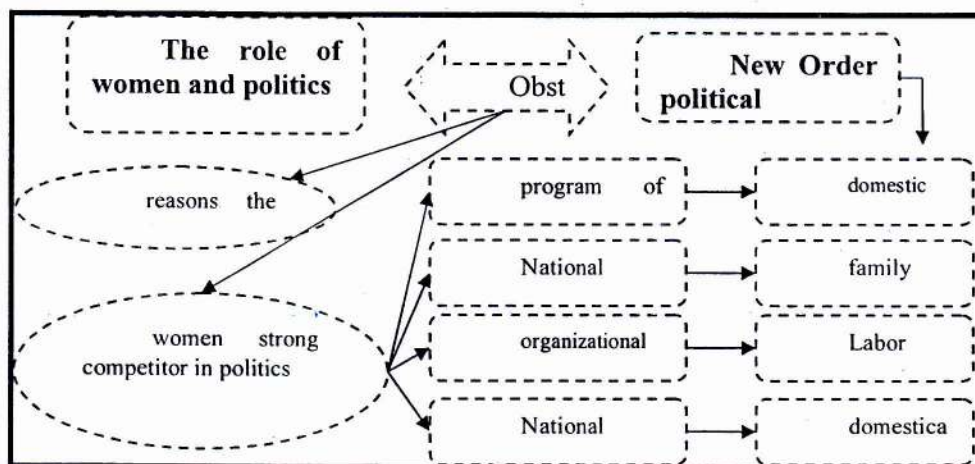 The role of
women and politics
Obst
New Order
political
reasons the
program of
domestic
National
family
women strong
competitor in politics
organizational
Labor
National
domestica